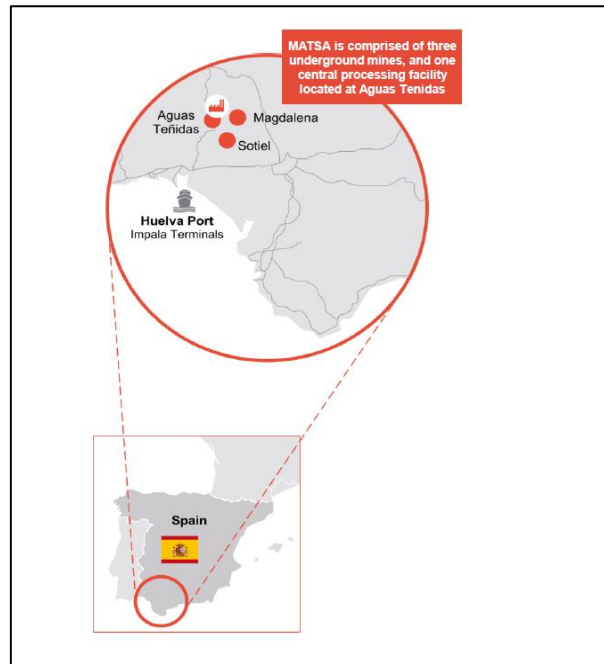 MATSA is comprised of three
underground mines, and one
central processing facility
located at Aguas Tenidas
Aguas
Teñidas
Magdalena
Sotiel
Huelva Port
Impala Terminals
Spain